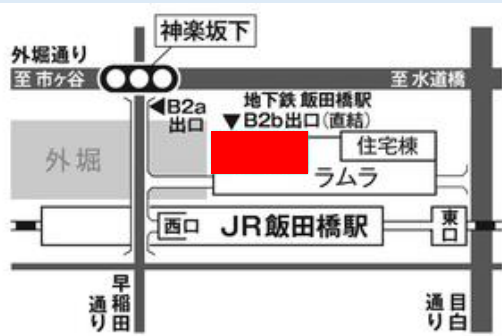 神楽坂下
外堀通り
至市ヶ谷
至水道橋
◀B2a
出口
地下鉄 飯田橋駅
▼B2b出口(直結)
外堀
住宅棟
ラムラ
西口
JR飯田橋駅
東口
早稲田通り
目白通り